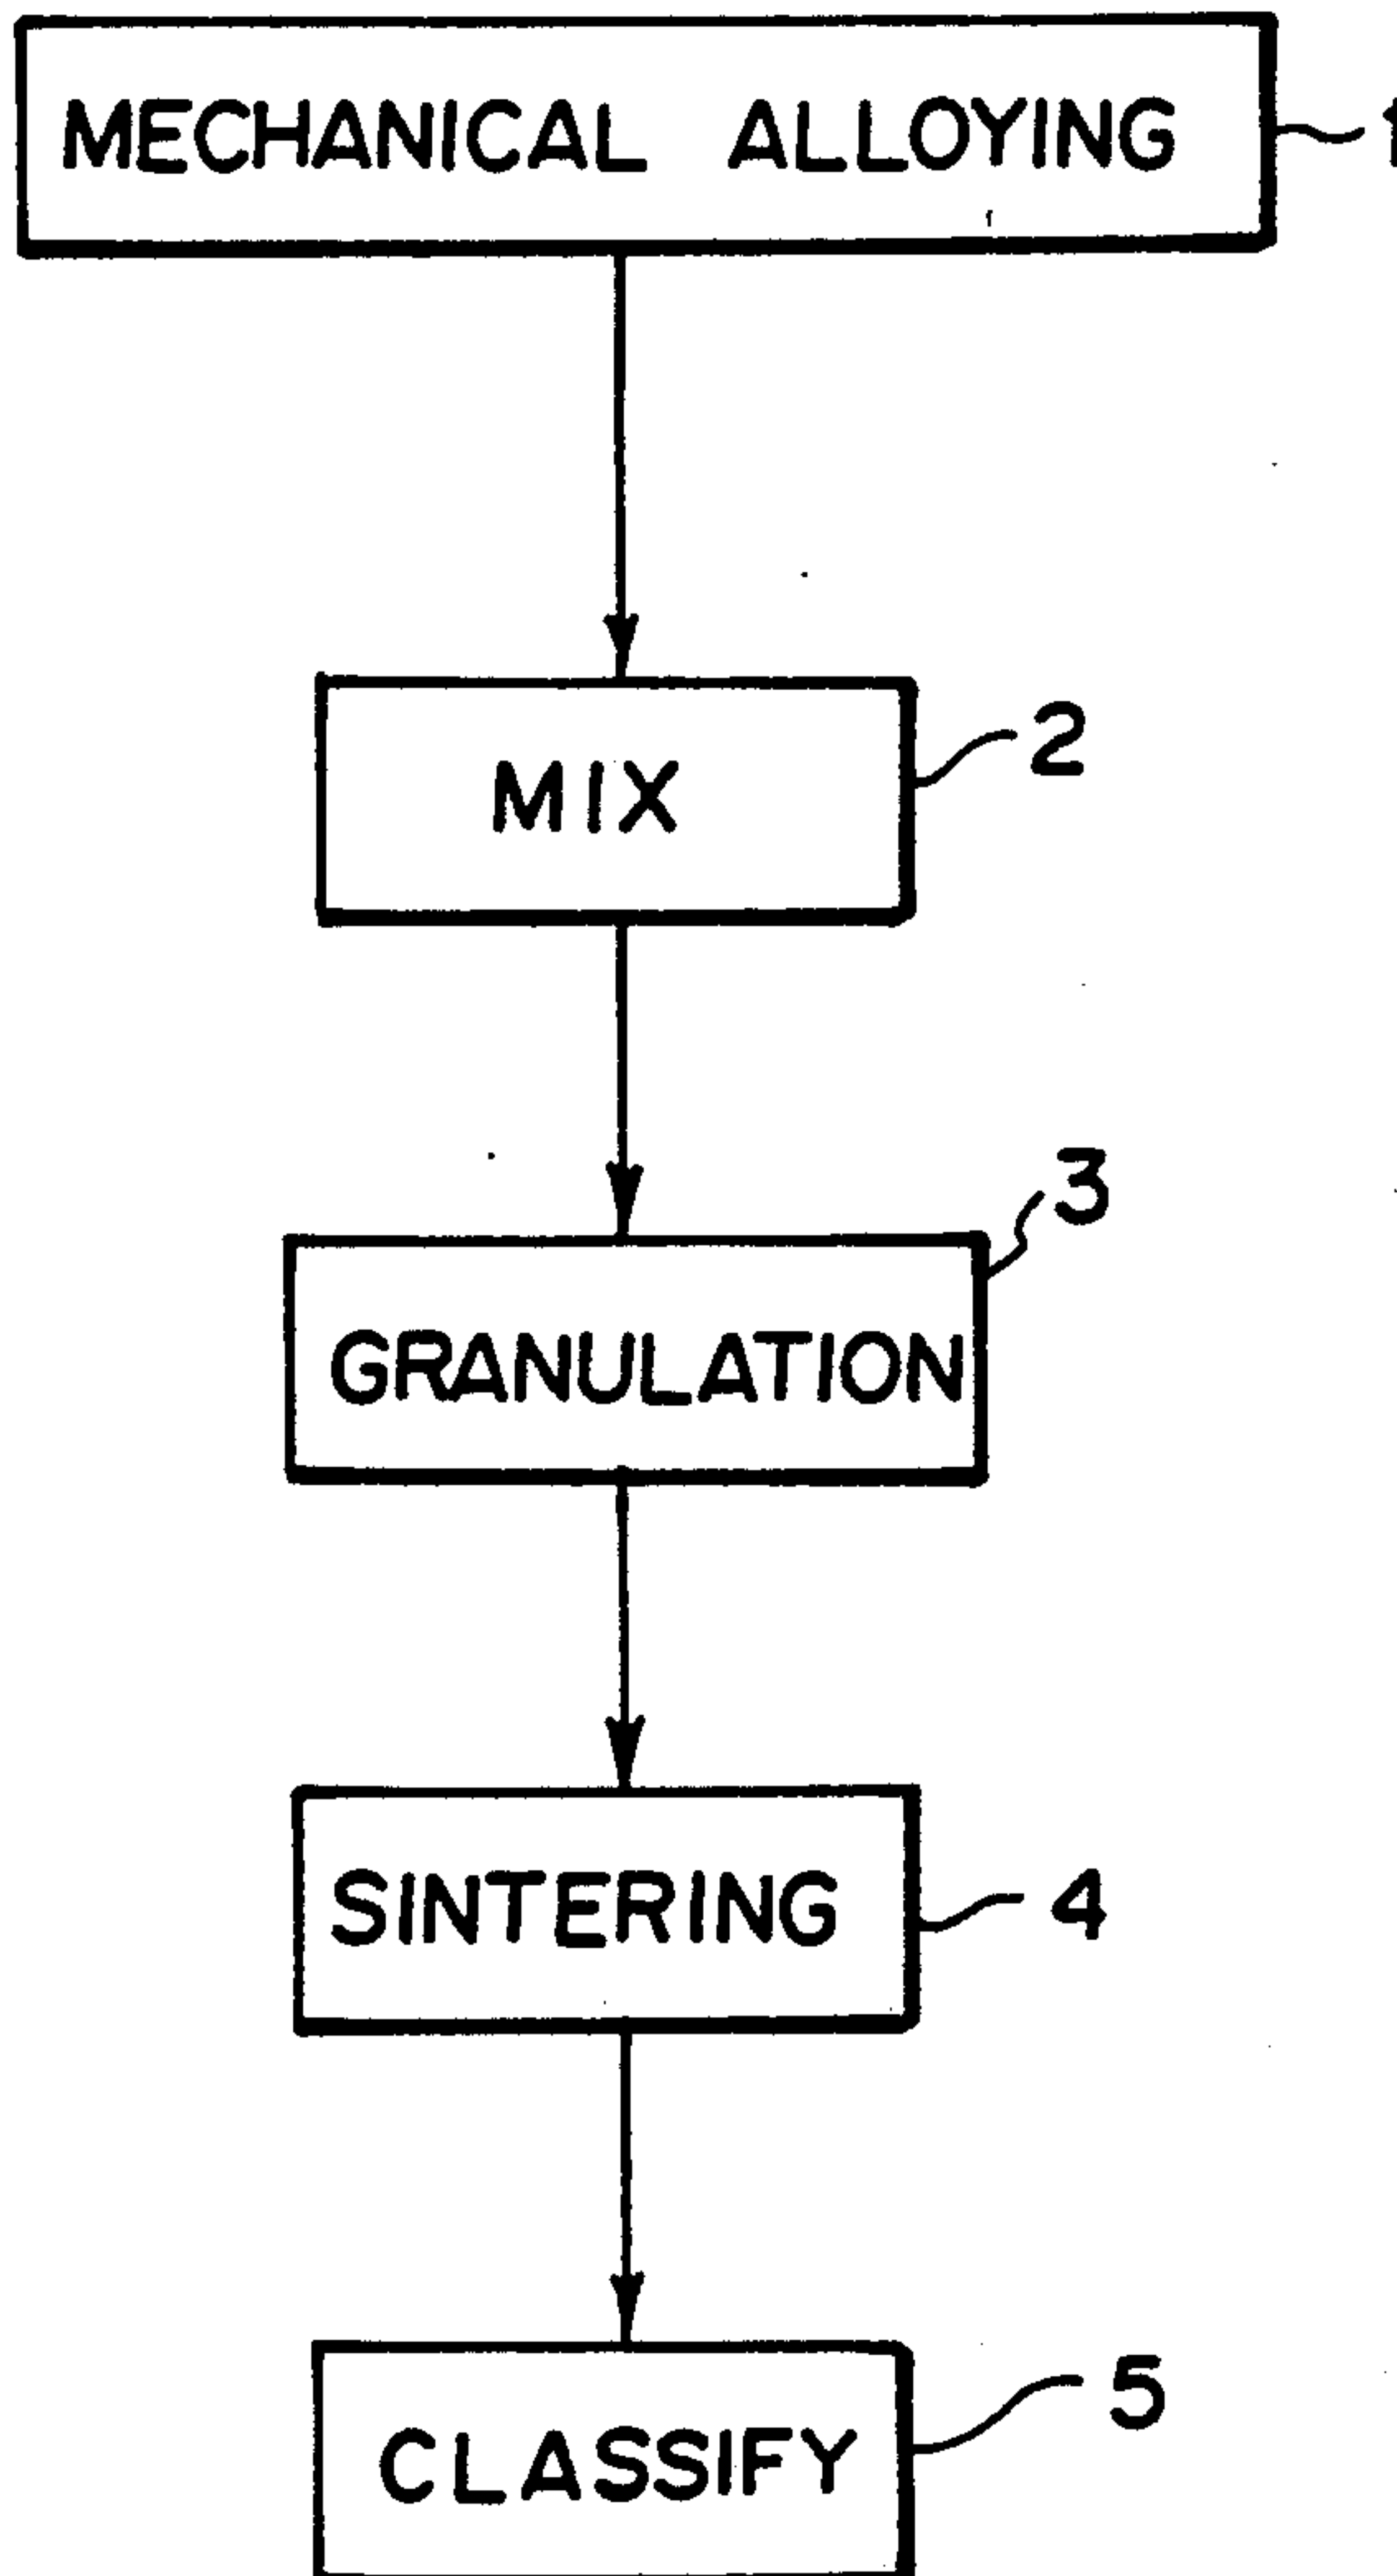 MECHANICAL ALLOYING 1
MIX 2
GRANULATION 3
SINTERING 4
CLASSIFY 5